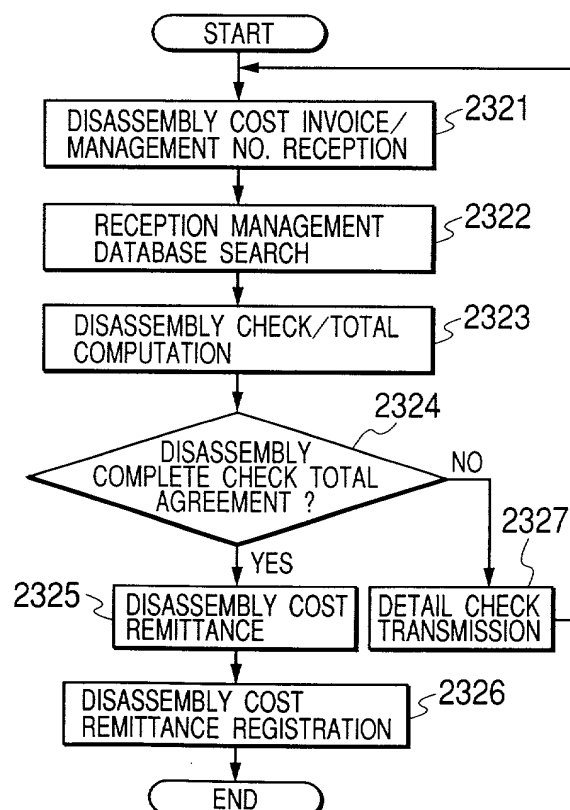 START
DISASSEMBLY COST INVOICE/
MANAGEMENT NO. RECEPTION
2321
RECEPTION MANAGEMENT
DATABASE SEARCH
2322
DISASSEMBLY CHECK/TOTAL
COMPUTATION
2323
2324
DISASSEMBLY
COMPLETE CHECK TOTAL
AGREEMENT ?
NO
YES
2327
2325
DISASSEMBLY COST
REMITTANCE
DETAIL CHECK
TRANSMISSION
DISASSEMBLY COST
REMITTANCE REGISTRATION
2326
END